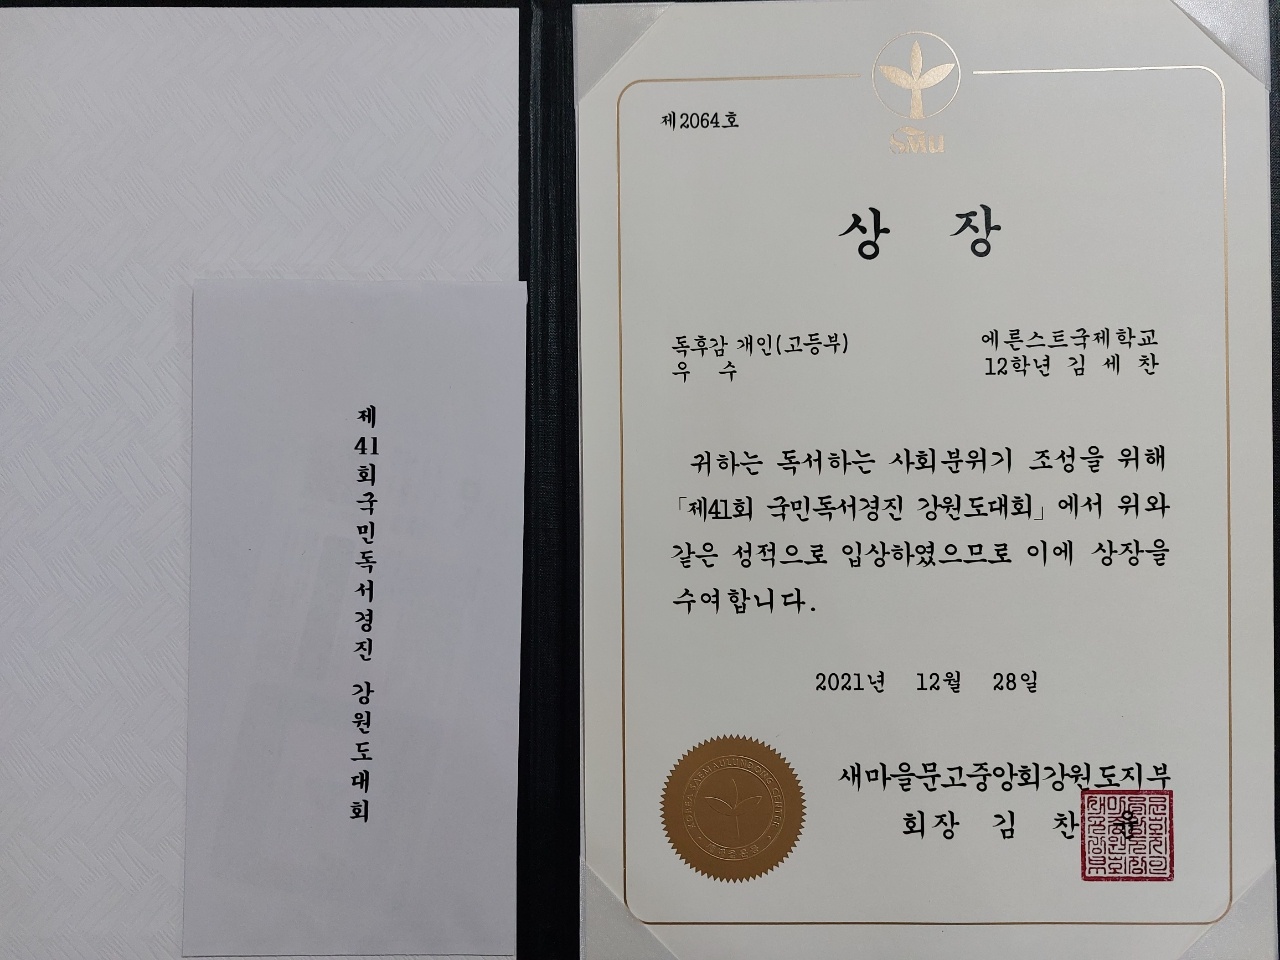 제41회국민독서경진 강원도대회
제2064호
SMU
상 장
독후감 개인(고등부)
우 수
에른스트국제학교
12학년 김 세 찬
귀하는 독서하는 사회분위기 조성을 위해
「제41회 국민독서경진 강원도대회」에서 위와
같은 성적으로 입상하였으므로 이에 상장을
수여합니다.
2021년 12월 28일
새마을문고중앙회강원도지부
회장 김 찬
KOREA SAEMAULUNDONG CENTER